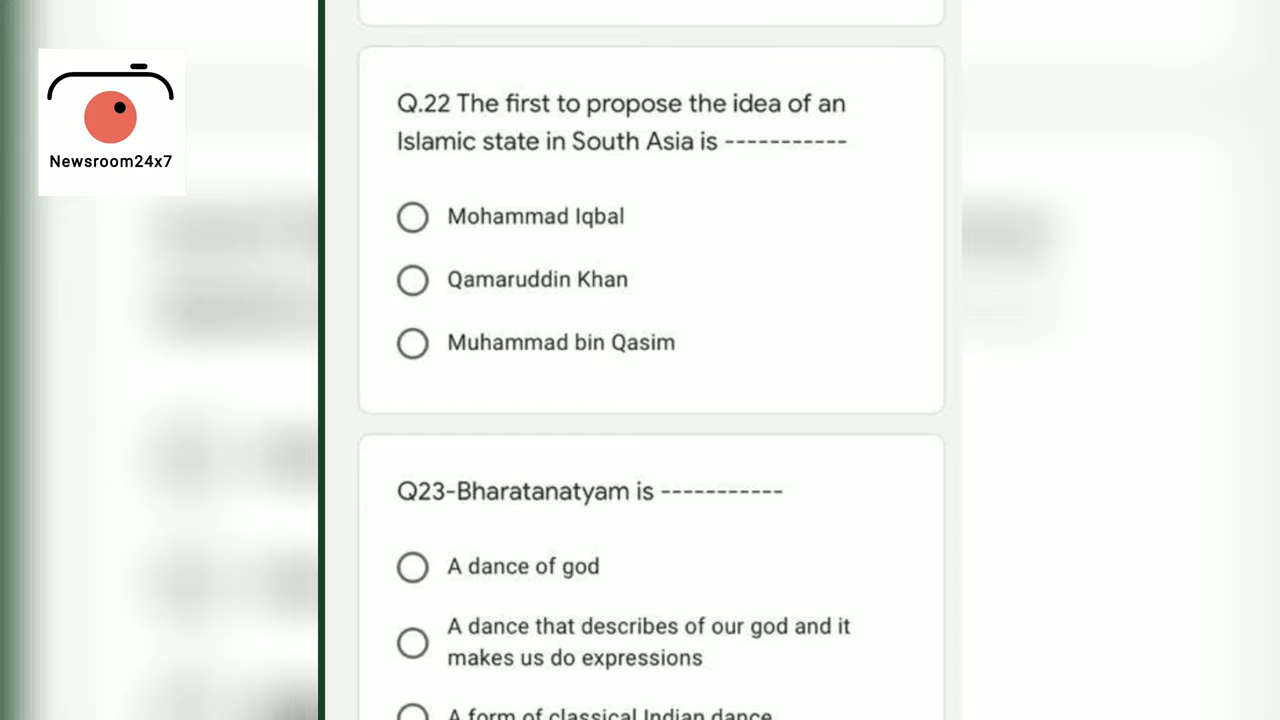 Newsroom24x7
Q.22 The first to propose the idea of an
Islamic state in South Asia is -----------
Mohammad Iqbal
Qamaruddin Khan
Muhammad bin Qasim
Q23-Bharatanatyam is -----------
A dance of god
A dance that describes of our god and it
makes us do expressions
A form of classical Indian dance